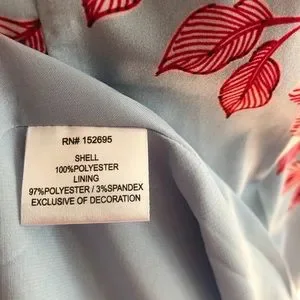 RN# 152695
SHELL
100%POLYESTER
LINING
97%POLYESTER / 3%SPANDEX
EXCLUSIVE OF DECORATION